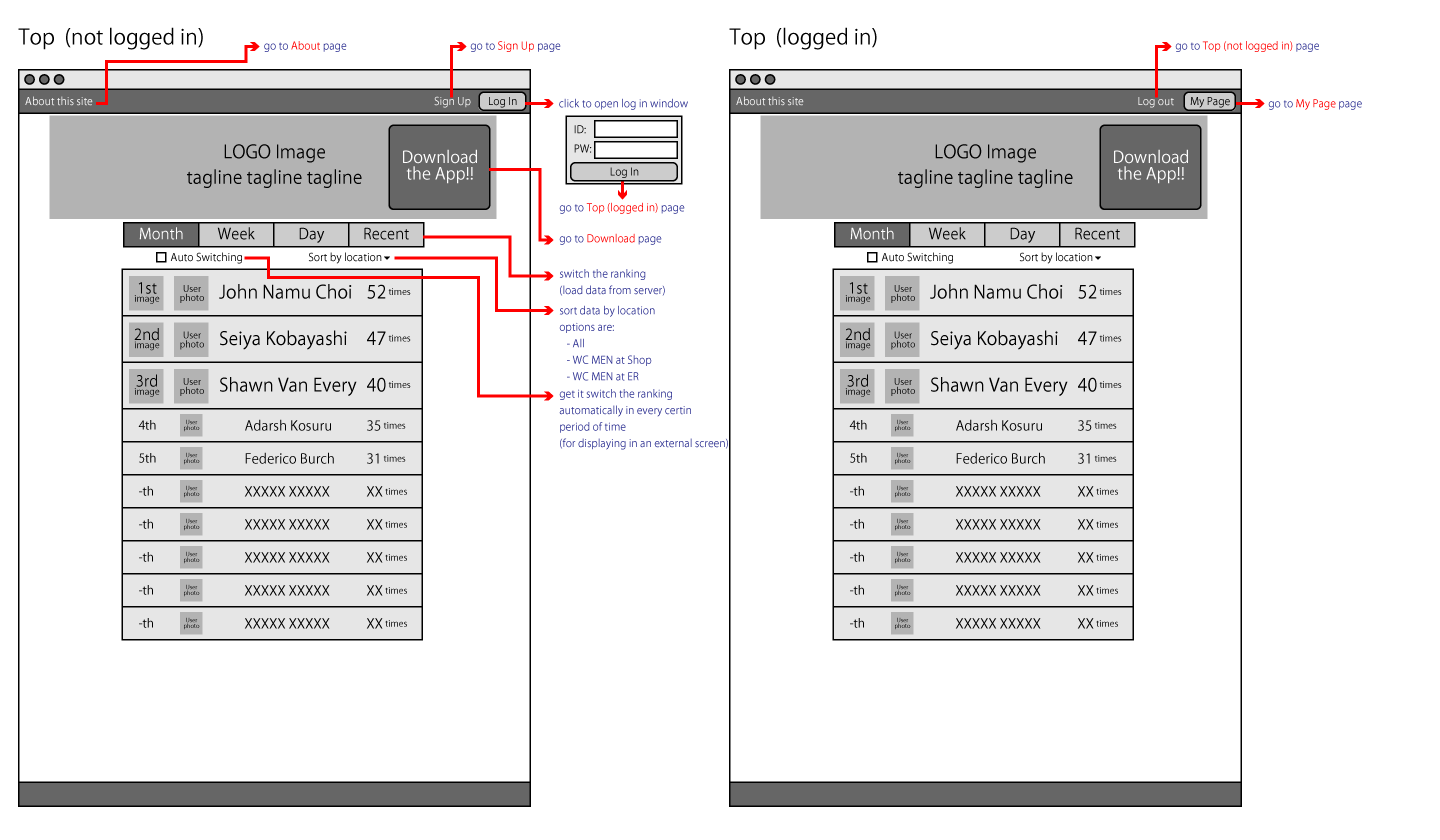 Top (not logged in)
go to About page
go to Sign Up page
About this site
Sign Up
Log In
click to open log in window
ID:
PW:
Log In
go to Top (logged in) page
LOGO Image
tagline tagline tagline
Download
the App!!
go to Download page
Month
Week
Day
Recent
switch the ranking
(load data from server)
Auto Switching
Sort by location
sort data by location
options are:
- All
- WC MEN at Shop
- WC MEN at ER
get it switch the ranking
automatically in every certin
period of time
(for displaying in an external screen)
1st
image
User
photo
John Namu Choi
52 times
2nd
image
User
photo
Seiya Kobayashi
47 times
3rd
image
User
photo
Shawn Van Every
40 times
4th
User
photo
Adarsh Kosuru
35 times
5th
User
photo
Federico Burch
31 times
-th
User
photo
XXXXX XXXXX
XX times
-th
User
photo
XXXXX XXXXX
XX times
-th
User
photo
XXXXX XXXXX
XX times
-th
User
photo
XXXXX XXXXX
XX times
-th
User
photo
XXXXX XXXXX
XX times
Top (logged in)
go to Top (not logged in) page
About this site
Log out
My Page
go to My Page page
LOGO Image
tagline tagline tagline
Download
the App!!
Month
Week
Day
Recent
Auto Switching
Sort by location
1st
image
User
photo
John Namu Choi
52 times
2nd
image
User
photo
Seiya Kobayashi
47 times
3rd
image
User
photo
Shawn Van Every
40 times
4th
User
photo
Adarsh Kosuru
35 times
5th
User
photo
Federico Burch
31 times
-th
User
photo
XXXXX XXXXX
XX times
-th
User
photo
XXXXX XXXXX
XX times
-th
User
photo
XXXXX XXXXX
XX times
-th
User
photo
XXXXX XXXXX
XX times
-th
User
photo
XXXXX XXXXX
XX times